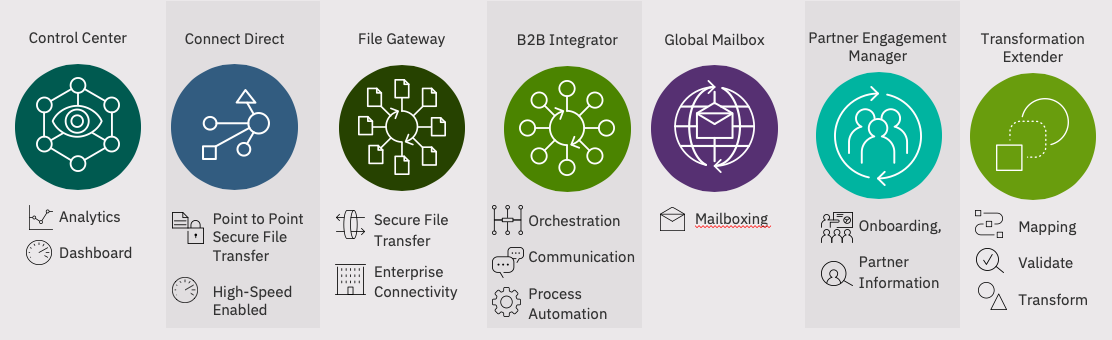 Control Center
Analytics
Dashboard
Connect Direct
Point to Point
Secure File
Transfer
High-Speed
Enabled
File Gateway
Secure File
Transfer
Enterprise
Connectivity
B2B Integrator
Orchestration
Communication
Process
Automation
Global Mailbox
Mailboxing
Partner Engagement
Manager
Onboarding,
Partner
Information
Transformation
Extender
Mapping
Validate
Transform